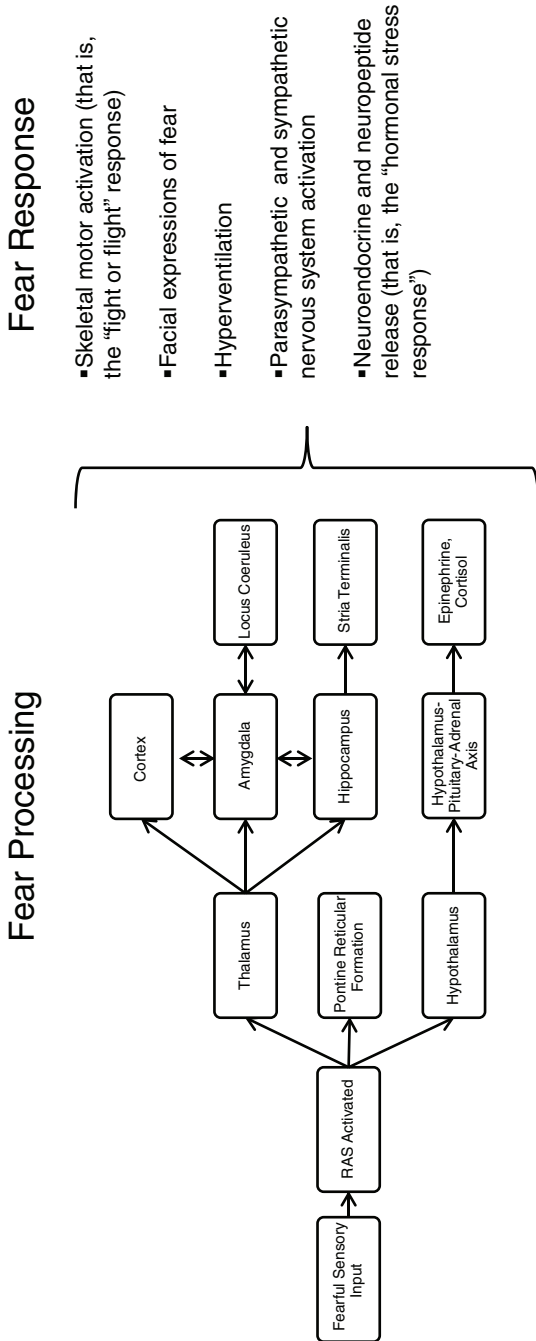 Fear Processing
Fear Response
Fearful Sensory
Input
RAS Activated
Thalamus
Pontine Reticular
Formation
Hypothalamus
Cortex
Amygdala
Hippocampus
Hypothalamus-
Pituitary-Adrenal
Axis
Locus Coeruleus
Stria Terminalis
Epinephrine,
Cortisol
▪Skeletal motor activation (that is,
the “fight or flight” response)
▪Facial expressions of fear
▪Hyperventilation
▪Parasympathetic and sympathetic
nervous system activation
▪Neuroendocrine and neuropeptide
release (that is, the “hormonal stress
response”)